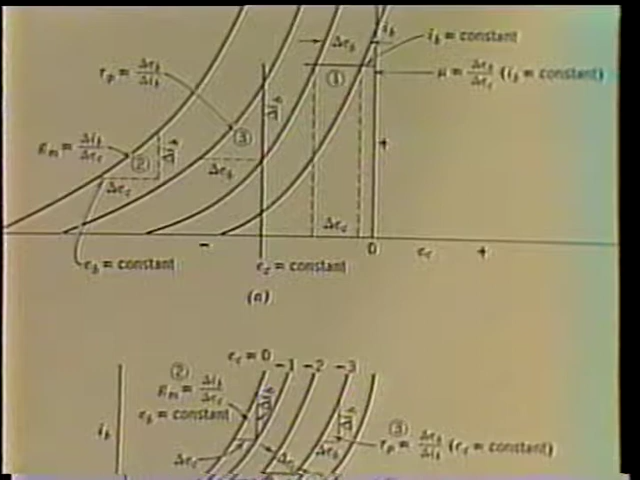 Δe_b
i_b
i_b = constant
r_p = Δe_b/Δi_b
①
μ = Δe_b/Δe_c (i_b = constant)
Δi_b
③
g_m = Δi_b/Δe_c
②
Δi_b
Δe_b
+
Δe_c
Δe_c
−
0
e_c
+
e_b = constant
e_c = constant
(a)
e_c = 0 −1 −2 −3
②
g_m = Δi_b/Δe_c
Δi_b
e_b = constant
Δi_b
③
i_b
Δe_b
r_p = Δe_b/Δi_b (e_c = constant)
Δe_c